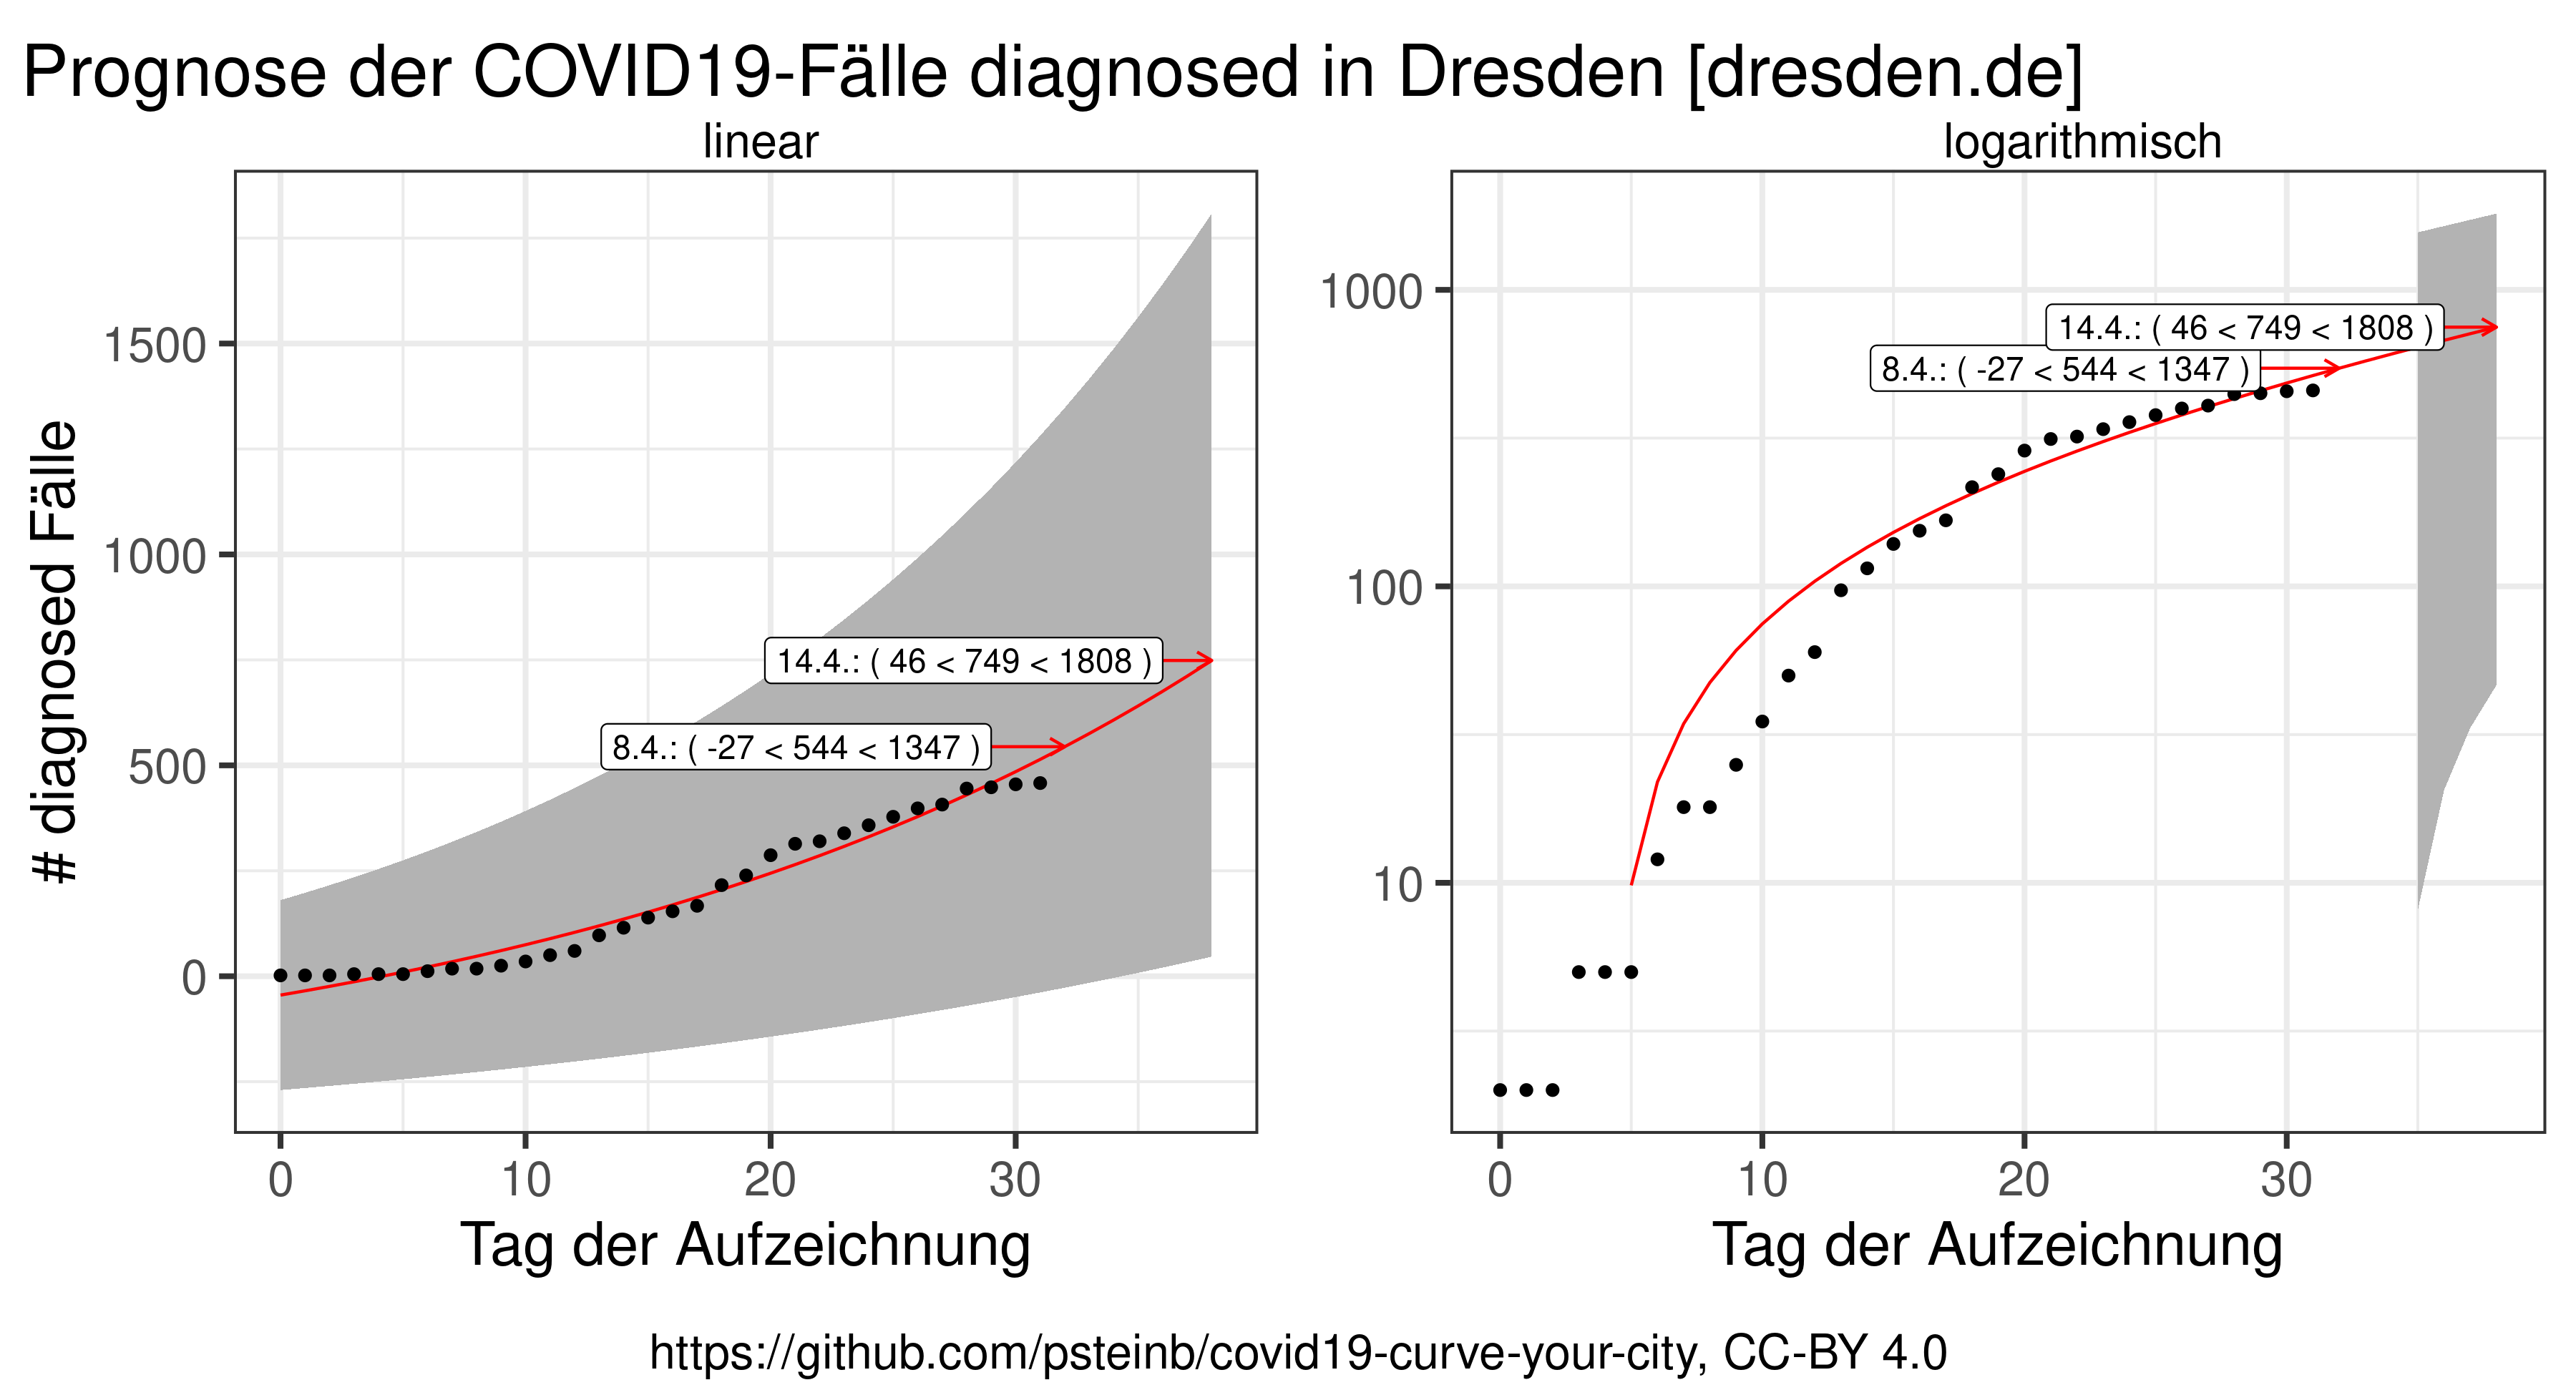 Prognose der COVID19-Fälle diagnosed in Dresden [dresden.de]
linear
logarithmisch
# diagnosed Fälle
1500
1000
500
0
14.4.: ( 46 < 749 < 1808 )
8.4.: ( -27 < 544 < 1347 )
0 10 20 30
Tag der Aufzeichnung
1000
100
10
14.4.: ( 46 < 749 < 1808 )
8.4.: ( -27 < 544 < 1347 )
0 10 20 30
Tag der Aufzeichnung
https://github.com/psteinb/covid19-curve-your-city, CC-BY 4.0